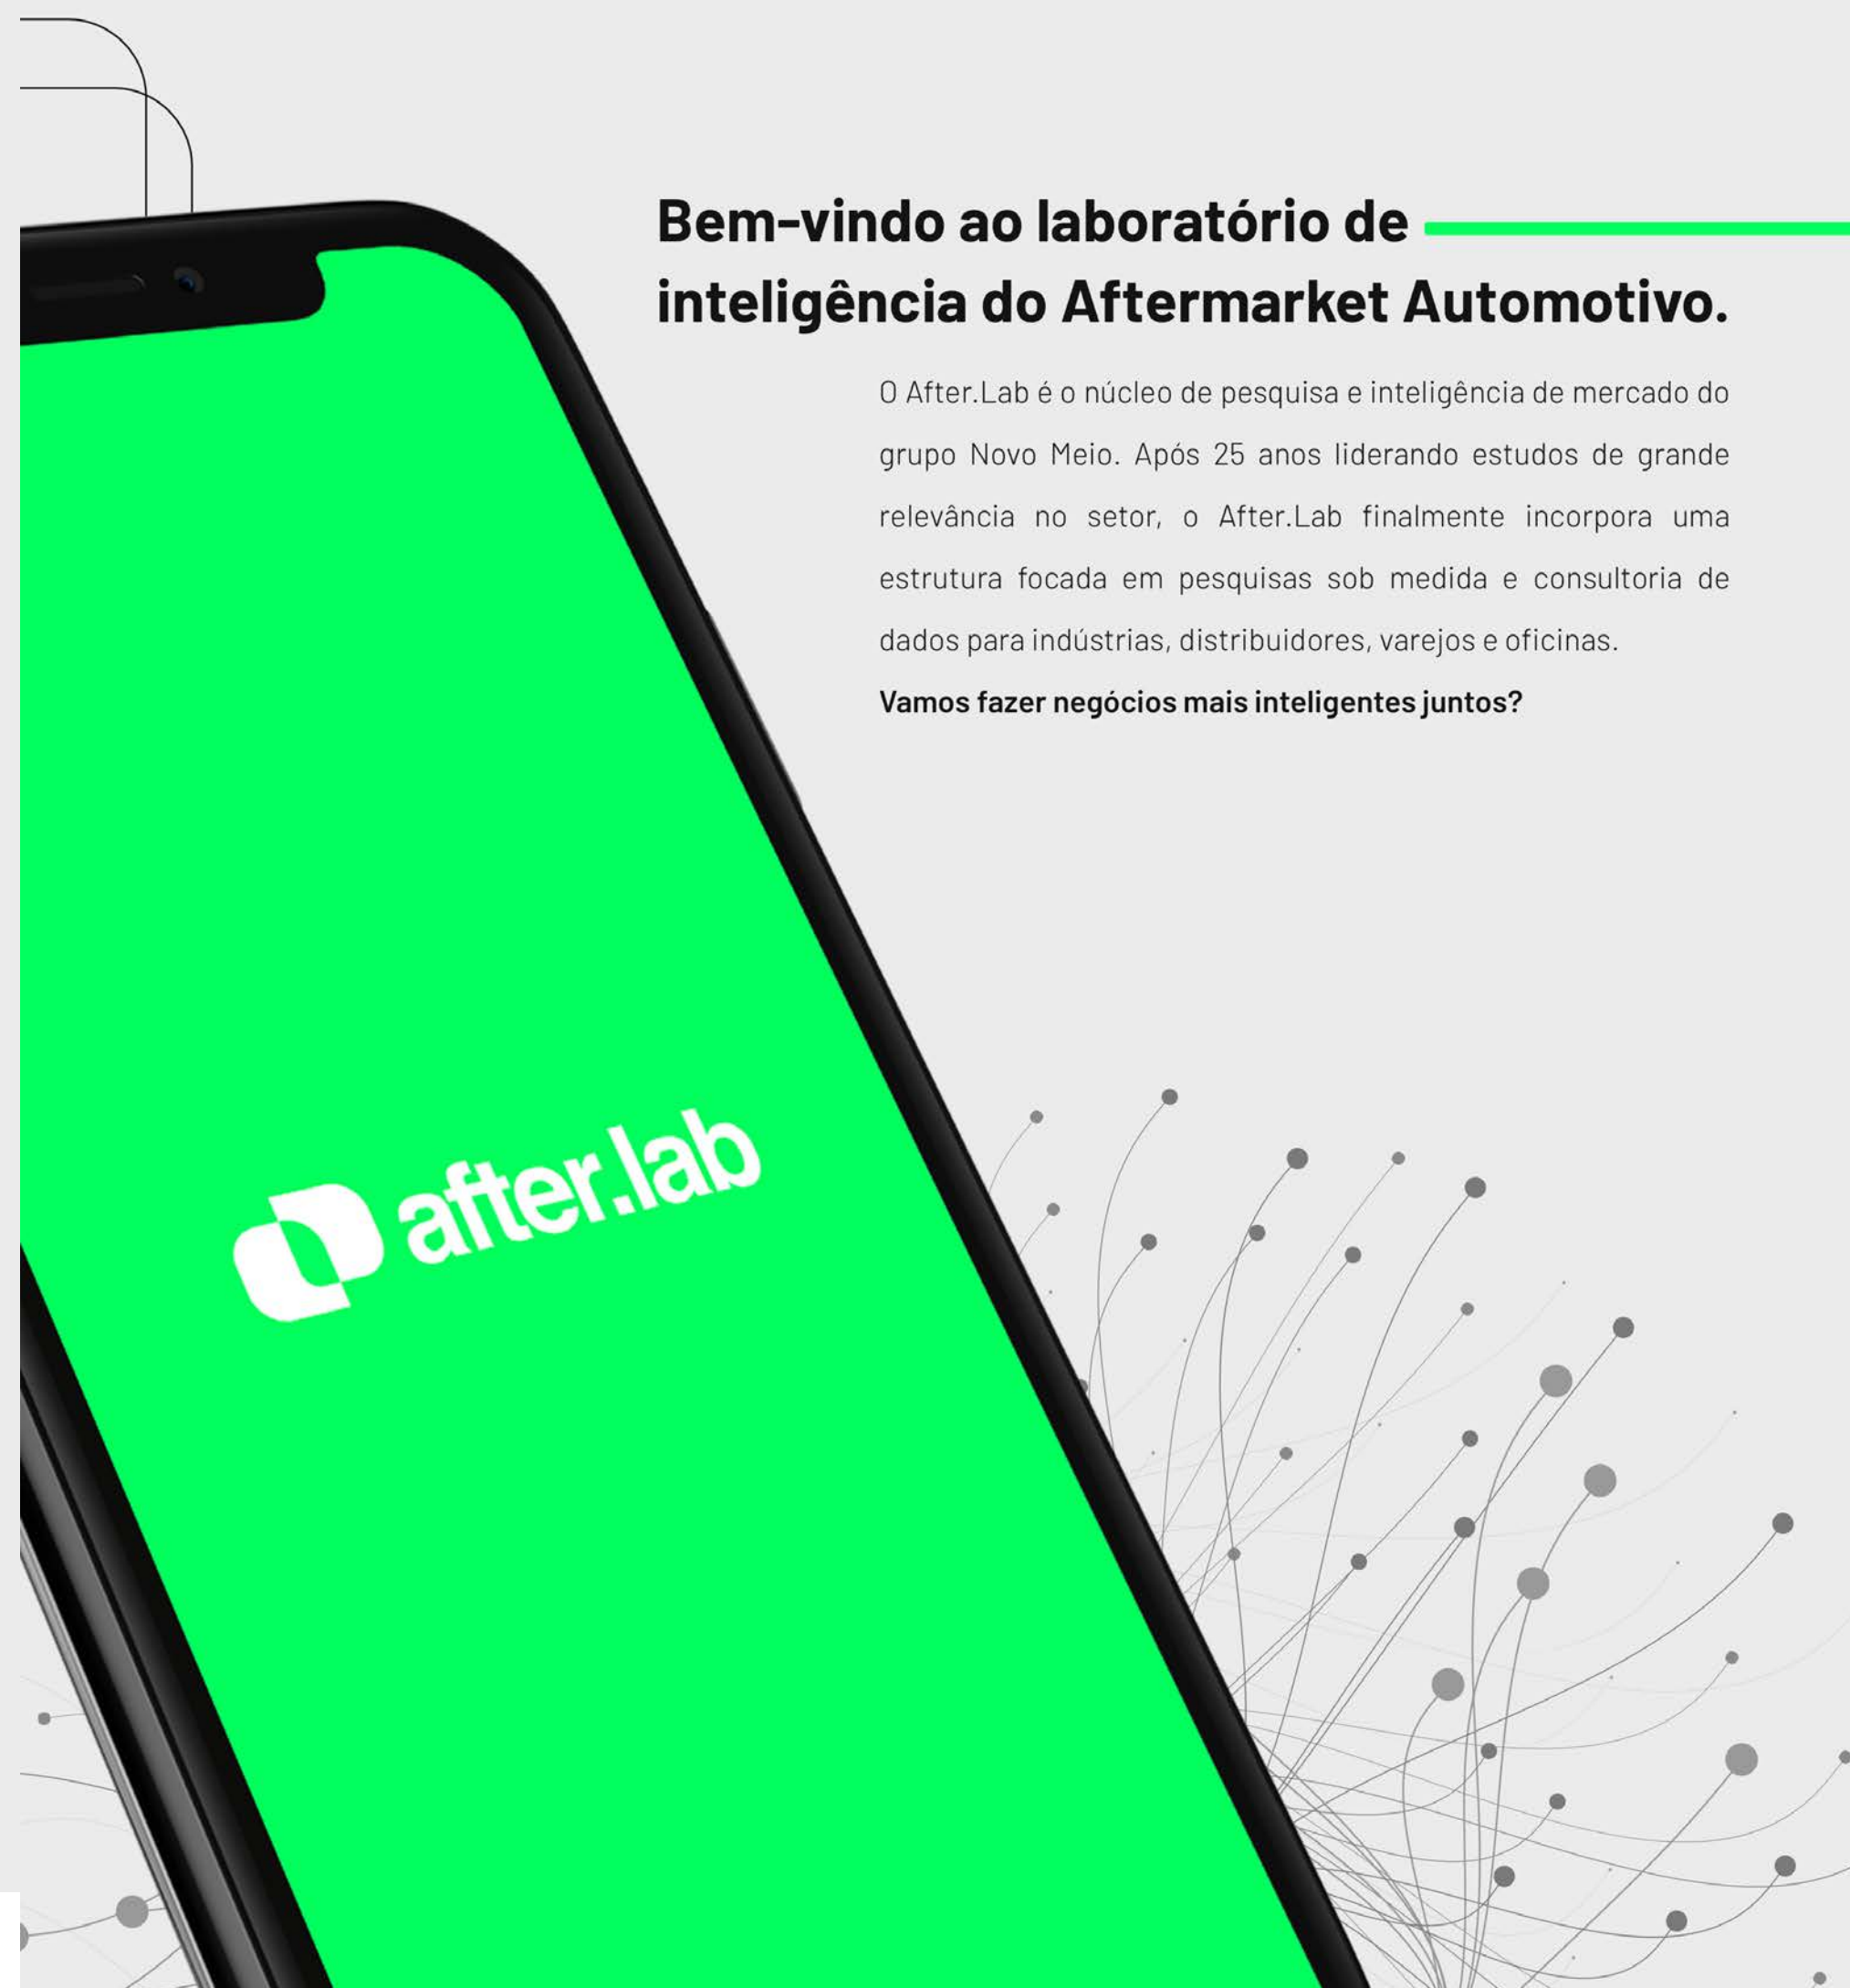 Bem-vindo ao laboratório de
inteligência do Aftermarket Automotivo.
O After.Lab é o núcleo de pesquisa e inteligência de mercado do
grupo Novo Meio. Após 25 anos liderando estudos de grande
relevância no setor, o After.Lab finalmente incorpora uma
estrutura focada em pesquisas sob medida e consultoria de
dados para indústrias, distribuidores, varejos e oficinas.
Vamos fazer negócios mais inteligentes juntos?
after.lab